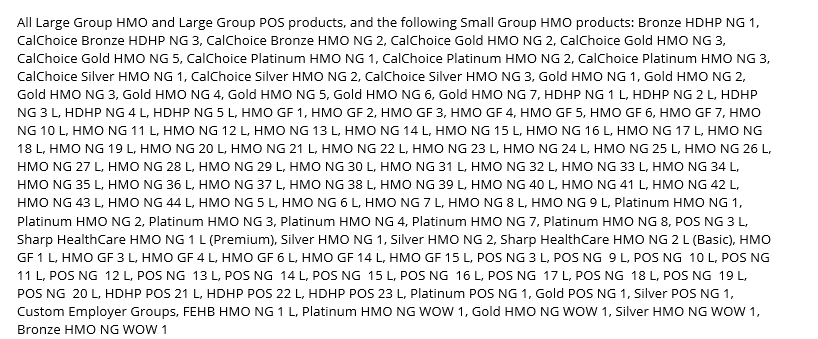 All Large Group HMO and Large Group POS products, and the following Small Group HMO products: Bronze HDHP NG 1,
CalChoice Bronze HDHP NG 3, CalChoice Bronze HMO NG 2, CalChoice Gold HMO NG 2, CalChoice Gold HMO NG 3,
CalChoice Gold HMO NG 5, CalChoice Platinum HMO NG 1, CalChoice Platinum HMO NG 2, CalChoice Platinum HMO NG 3,
CalChoice Silver HMO NG 1, CalChoice Silver HMO NG 2, CalChoice Silver HMO NG 3, Gold HMO NG 1, Gold HMO NG 2,
Gold HMO NG 3, Gold HMO NG 4, Gold HMO NG 5, Gold HMO NG 6, Gold HMO NG 7, HDHP NG 1 L, HDHP NG 2 L, HDHP
NG 3 L, HDHP NG 4 L, HDHP NG 5 L, HMO GF 1, HMO GF 2, HMO GF 3, HMO GF 4, HMO GF 5, HMO GF 6, HMO GF 7, HMO
NG 10 L, HMO NG 11 L, HMO NG 12 L, HMO NG 13 L, HMO NG 14 L, HMO NG 15 L, HMO NG 16 L, HMO NG 17 L, HMO NG
18 L, HMO NG 19 L, HMO NG 20 L, HMO NG 21 L, HMO NG 22 L, HMO NG 23 L, HMO NG 24 L, HMO NG 25 L, HMO NG 26 L,
HMO NG 27 L, HMO NG 28 L, HMO NG 29 L, HMO NG 30 L, HMO NG 31 L, HMO NG 32 L, HMO NG 33 L, HMO NG 34 L,
HMO NG 35 L, HMO NG 36 L, HMO NG 37 L, HMO NG 38 L, HMO NG 39 L, HMO NG 40 L, HMO NG 41 L, HMO NG 42 L,
HMO NG 43 L, HMO NG 44 L, HMO NG 5 L, HMO NG 6 L, HMO NG 7 L, HMO NG 8 L, HMO NG 9 L, Platinum HMO NG 1,
Platinum HMO NG 2, Platinum HMO NG 3, Platinum HMO NG 4, Platinum HMO NG 7, Platinum HMO NG 8, POS NG 3 L,
Sharp HealthCare HMO NG 1 L (Premium), Silver HMO NG 1, Silver HMO NG 2, Sharp HealthCare HMO NG 2 L (Basic), HMO
GF 1 L, HMO GF 3 L, HMO GF 4 L, HMO GF 6 L, HMO GF 14 L, HMO GF 15 L, POS NG 3 L, POS NG  9 L, POS NG  10 L, POS NG
11 L, POS NG  12 L, POS NG  13 L, POS NG  14 L, POS NG  15 L, POS NG  16 L, POS NG  17 L, POS NG  18 L, POS NG  19 L,
POS NG  20 L, HDHP POS 21 L, HDHP POS 22 L, HDHP POS 23 L, Platinum POS NG 1, Gold POS NG 1, Silver POS NG 1,
Custom Employer Groups, FEHB HMO NG 1 L, Platinum HMO NG WOW 1, Gold HMO NG WOW 1, Silver HMO NG WOW 1,
Bronze HMO NG WOW 1